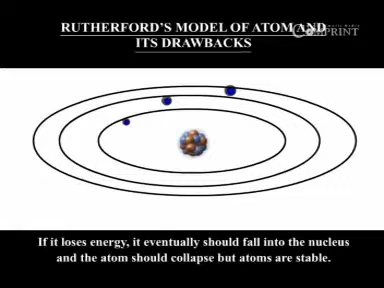 RUTHERFORD'S MODEL OF ATOM AND
ITS DRAWBACKS
If it loses energy, it eventually should fall into the nucleus
and the atom should collapse but atoms are stable.